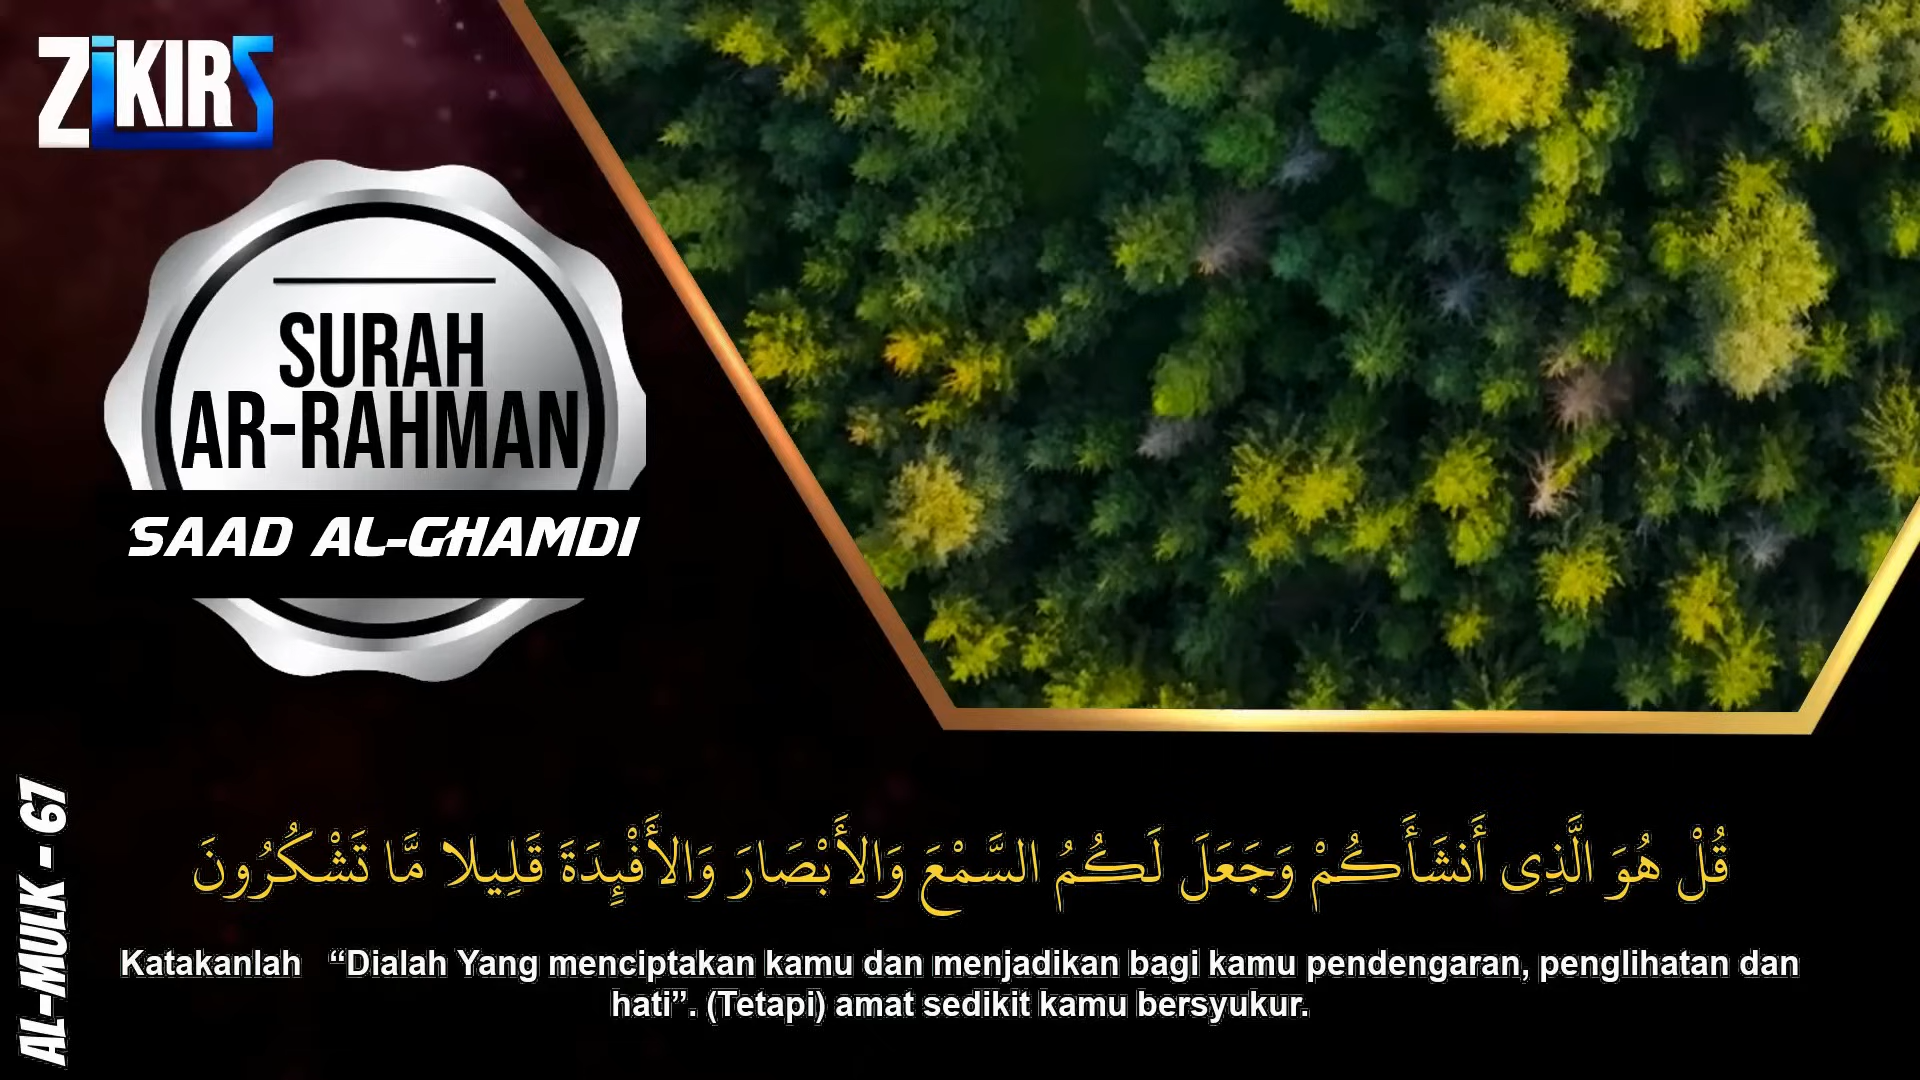 ZiKIRS
SURAH
AR-RAHMAN
SAAD AL-GHAMDI
AL-MULK - 67
قُلْ هُوَ الَّذِى أَنشَأَكُمْ وَجَعَلَ لَكُمُ السَّمْعَ وَالأَبْصَارَ وَالأَفْـِٕدَةَ قَلِيلا مَّا تَشْكُرُونَ
Katakanlah “Dialah Yang menciptakan kamu dan menjadikan bagi kamu pendengaran, penglihatan dan
hati”. (Tetapi) amat sedikit kamu bersyukur.